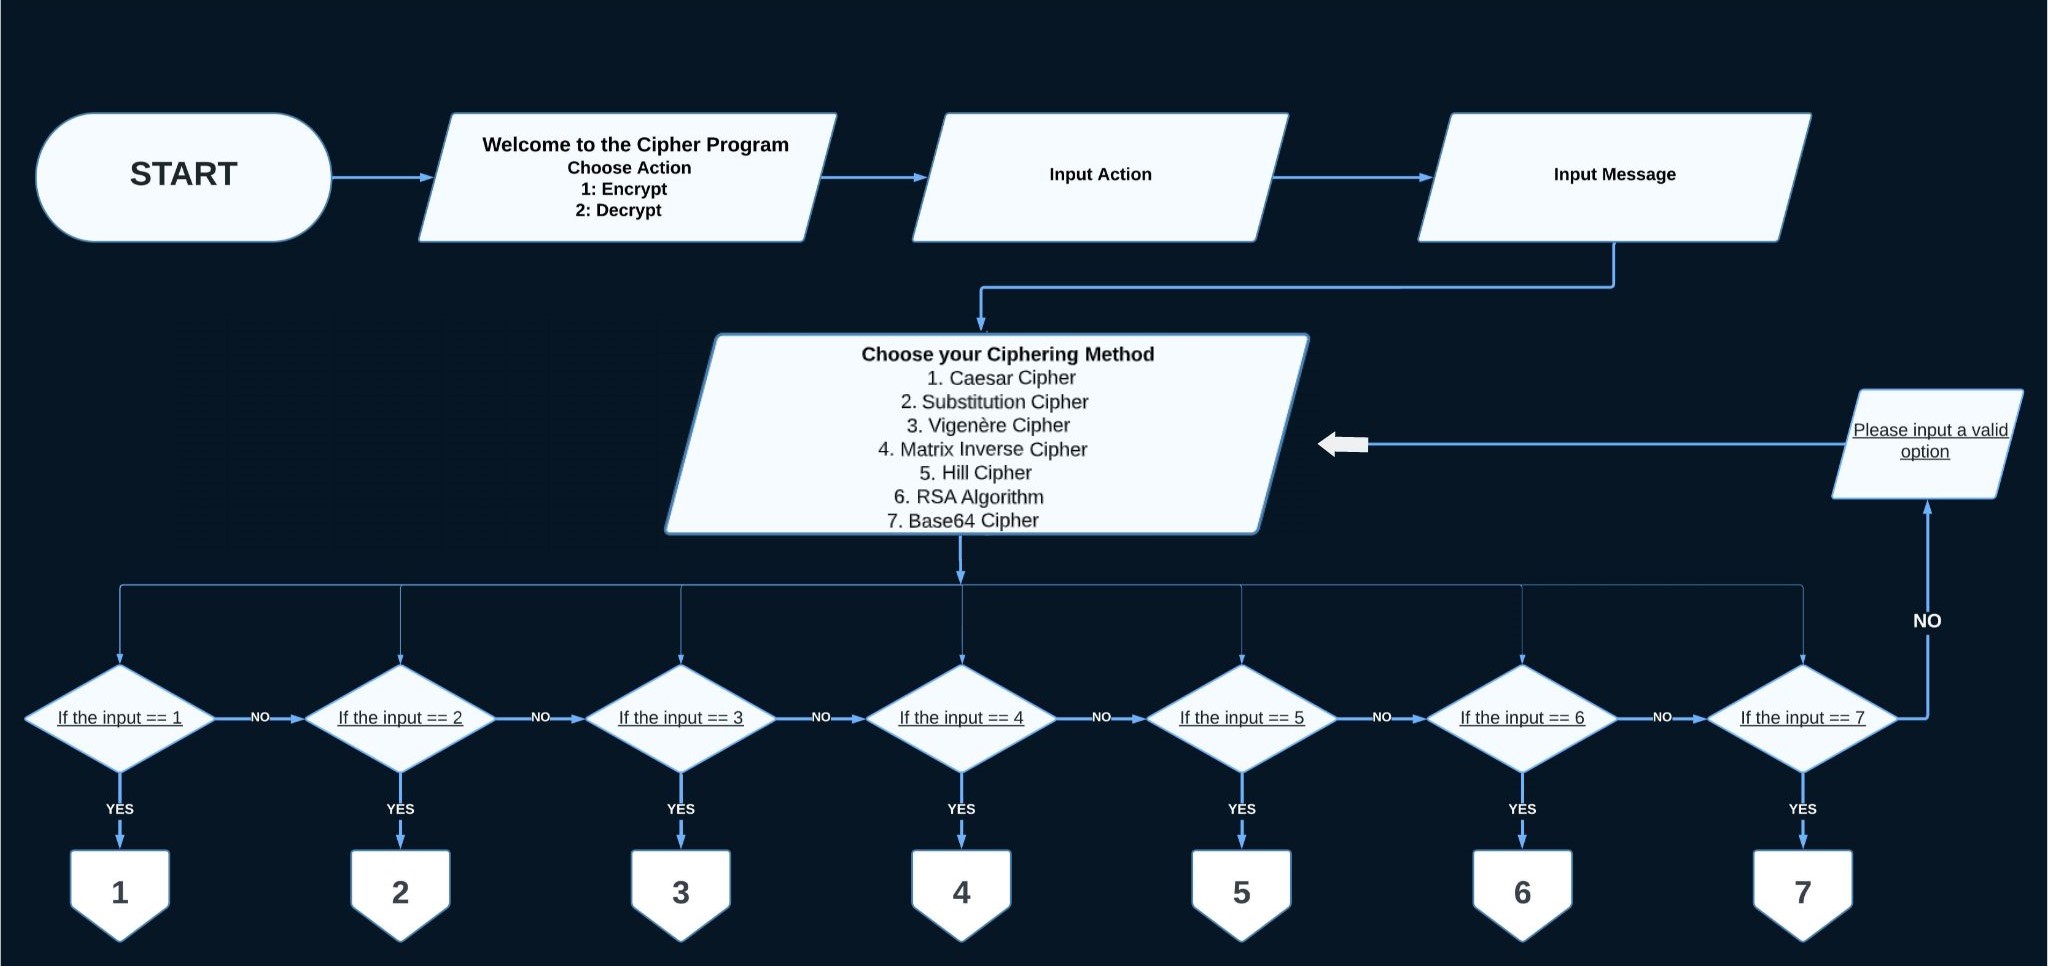 START
Welcome to the Cipher Program
Choose Action
1: Encrypt
2: Decrypt
Input Action
Input Message
Choose your Ciphering Method
1. Caesar Cipher
2. Substitution Cipher
3. Vigenère Cipher
4. Matrix Inverse Cipher
5. Hill Cipher
6. RSA Algorithm
7. Base64 Cipher
Please input a valid
option
NO
If the input == 1
NO
If the input == 2
NO
If the input == 3
NO
If the input == 4
NO
If the input == 5
NO
If the input == 6
NO
If the input == 7
YES
YES
YES
YES
YES
YES
YES
1
2
3
4
5
6
7